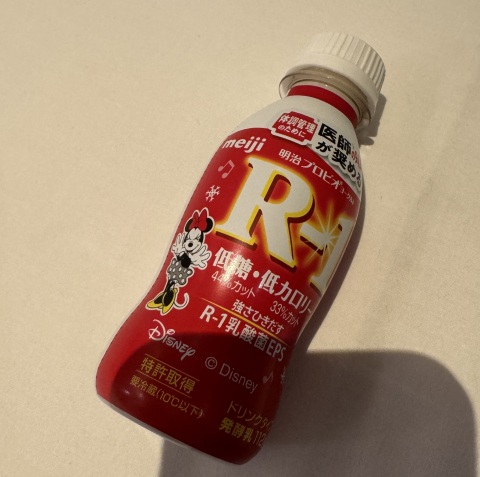 体調管理
のために
医師
が奨める
meiji
明治プロビオヨーグルト
R-1
低糖・低カロリー
44%カット
33%カット
強さひきだす
R-1乳酸菌EPS
Disney
© Disney
特許取得
要冷蔵(10℃以下)
ドリンクタイ
発酵乳 112